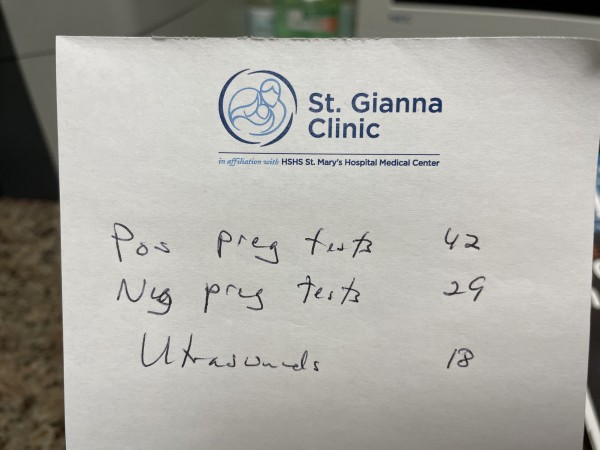 St. Gianna
Clinic
in affiliation with HSHS St. Mary's Hospital Medical Center
Pos preg tests 42
Neg preg tests 29
Utrasounds 18